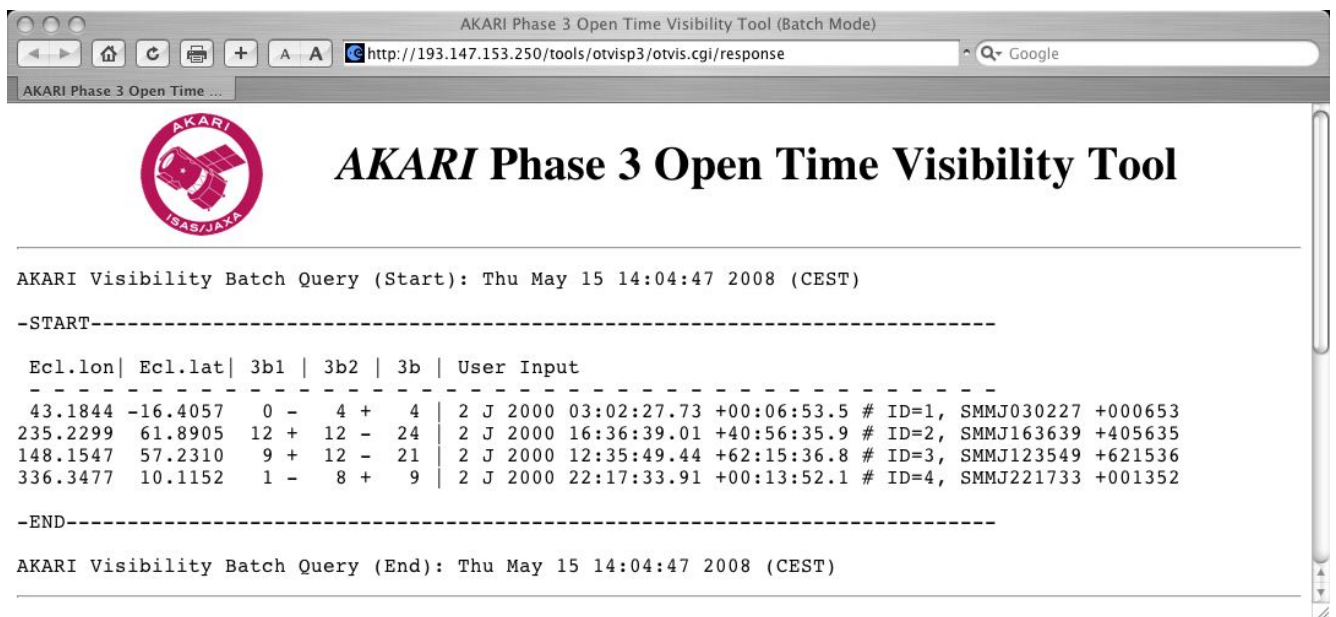 AKARI Phase 3 Open Time Visibility Tool (Batch Mode)
A A http://193.147.153.250/tools/otvisp3/otvis.cgi/response Google
AKARI Phase 3 Open Time ...
AKARI
ISAS/JAXA
AKARI Phase 3 Open Time Visibility Tool
AKARI Visibility Batch Query (Start): Thu May 15 14:04:47 2008 (CEST)
-START--------------------------------------------------------------------------
Ecl.lon| Ecl.lat| 3b1 | 3b2 | 3b | User Input
- - - - - - - - - - - - - - - - - - - - - - - - - - - - - - - - - - - - - - - -
43.1844 -16.4057 0 - 4 + 4 | 2 J 2000 03:02:27.73 +00:06:53.5 # ID=1, SMMJ030227 +000653
235.2299 61.8905 12 + 12 - 24 | 2 J 2000 16:36:39.01 +40:56:35.9 # ID=2, SMMJ163639 +405635
148.1547 57.2310 9 + 12 - 21 | 2 J 2000 12:35:49.44 +62:15:36.8 # ID=3, SMMJ123549 +621536
336.3477 10.1152 1 - 8 + 9 | 2 J 2000 22:17:33.91 +00:13:52.1 # ID=4, SMMJ221733 +001352
-END----------------------------------------------------------------------------
AKARI Visibility Batch Query (End): Thu May 15 14:04:47 2008 (CEST)